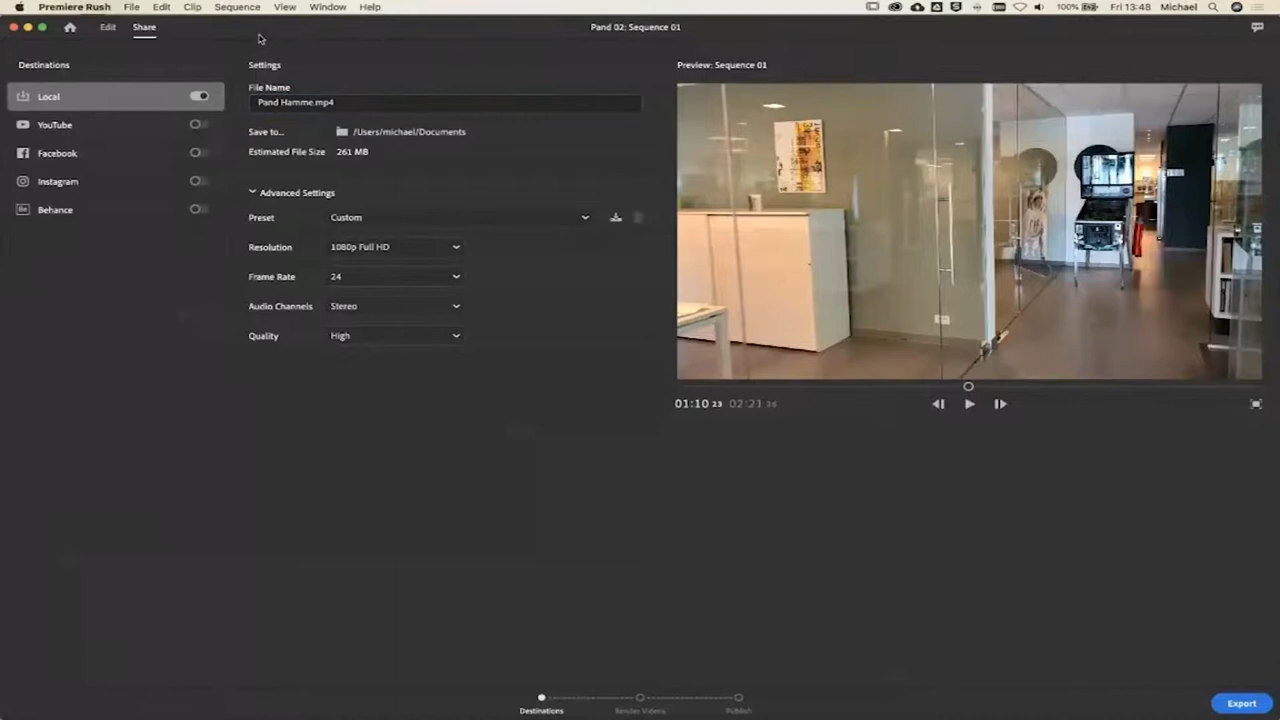 Premiere Rush File Edit Clip Sequence View Window Help 100% Fri 13:48 Michael
Edit Share Pand 02: Sequence 01
Destinations
Local
YouTube
Facebook
Instagram
Be Behance
Settings
File Name
Pand Hamme.mp4
Save to... /Users/michael/Documents
Estimated File Size 261 MB
Advanced Settings
Preset Custom
Resolution 1080p Full HD
Frame Rate 24
Audio Channels Stereo
Quality High
Preview: Sequence 01
01:10 23 02:21 26
Destinations Render Videos Publish
Export